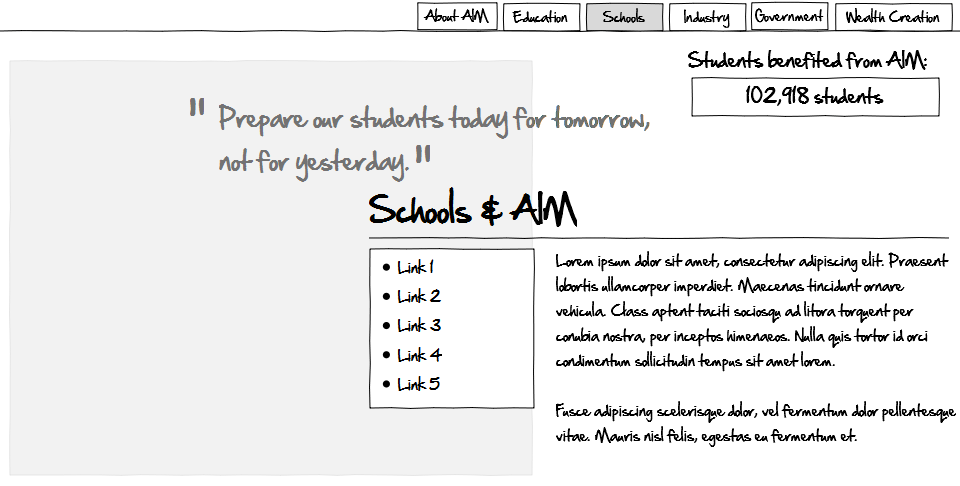 About AIM Education Schools Industry Government Wealth Creation
Students benefited from AIM:
102,918 students
" Prepare our students today for tomorrow,
not for yesterday. "
Schools & AIM
• Link 1
• Link 2
• Link 3
• Link 4
• Link 5
Lorem ipsum dolor sit amet, consectetur adipiscing elit. Praesent
lobortis ullamcorper imperdiet. Maecenas tincidunt ornare
vehicula. Class aptent taciti sociosqu ad litora torquent per
conubia nostra, per inceptos himenaeos. Nulla quis tortor id orci
condimentum sollicitudin tempus sit amet lorem.
Fusce adipiscing scelerisque dolor, vel fermentum dolor pellentesque
vitae. Mauris nisl felis, egestas eu fermentum et.